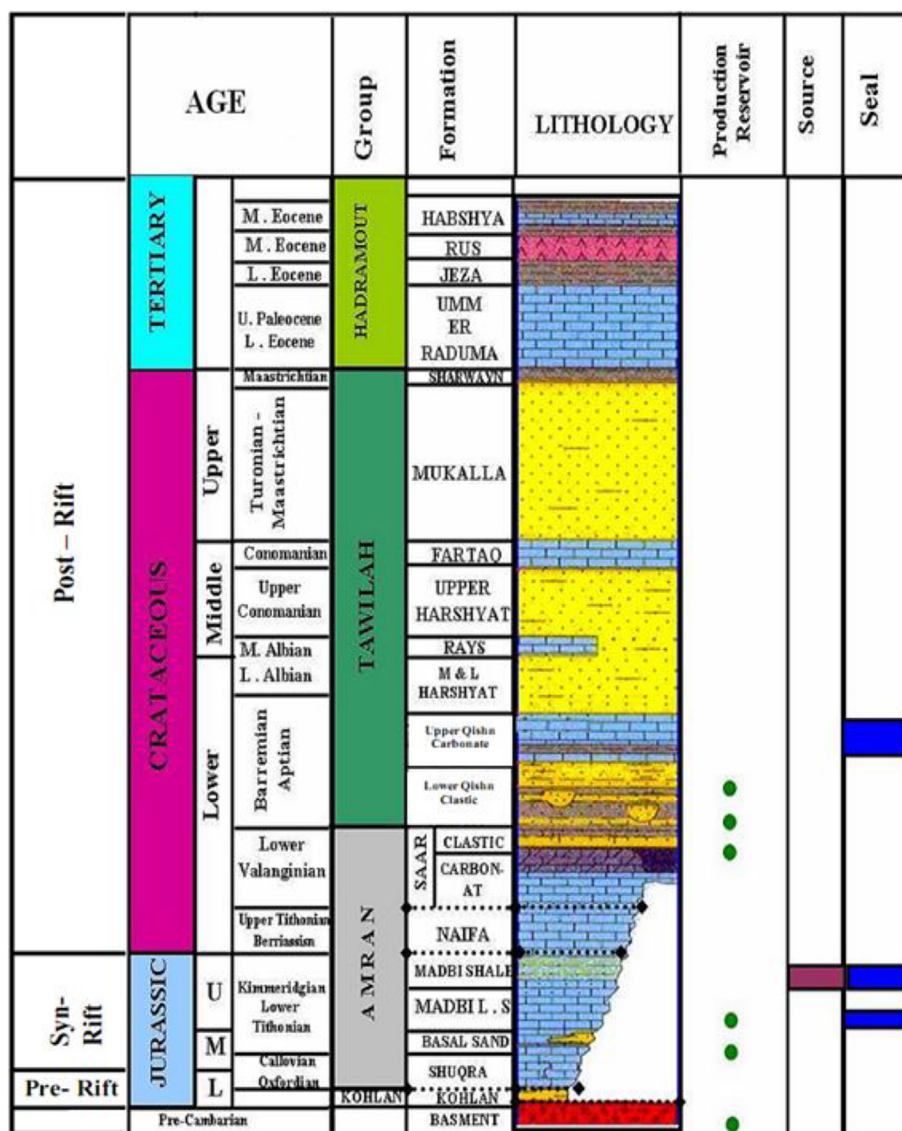 AGE
Group
Formation
LITHOLOGY
Production
Reservoir
Source
Seal
Post - Rift
Syn-
Rift
Pre- Rift
TERTIARY
CRATACEOUS
JURASSIC
Upper
Middle
Lower
U
M
L
M . Eocene
M . Eocene
L . Eocene
U. Paleocene
L . Eocene
Maastrichtian
Turonian -
Maastrichtian
Conomanian
Upper
Conomanian
M. Albian
L . Albian
Barremian
Aptian
Lower
Valanginian
Upper Tithonian
Berriassisn
Kimmeridgian
Lower
Tithonian
Callovian
Oxfordian
Pre-Cambarian
HADRAMOUT
TAWILAH
AMRAN
KOHLAN
HABSHYA
RUS
JEZA
UMM
ER
RADUMA
SHARWAYN
MUKALLA
FARTAQ
UPPER
HARSHYAT
RAYS
M & L
HARSHYAT
Upper Qishn
Carbonate
Lower Qishn
Clastic
SAAR
CLASTIC
CARBON-
AT
NAIFA
MADBI SHALE
MADBI L . S
BASAL SAND
SHUQRA
KOHLAN
BASMENT